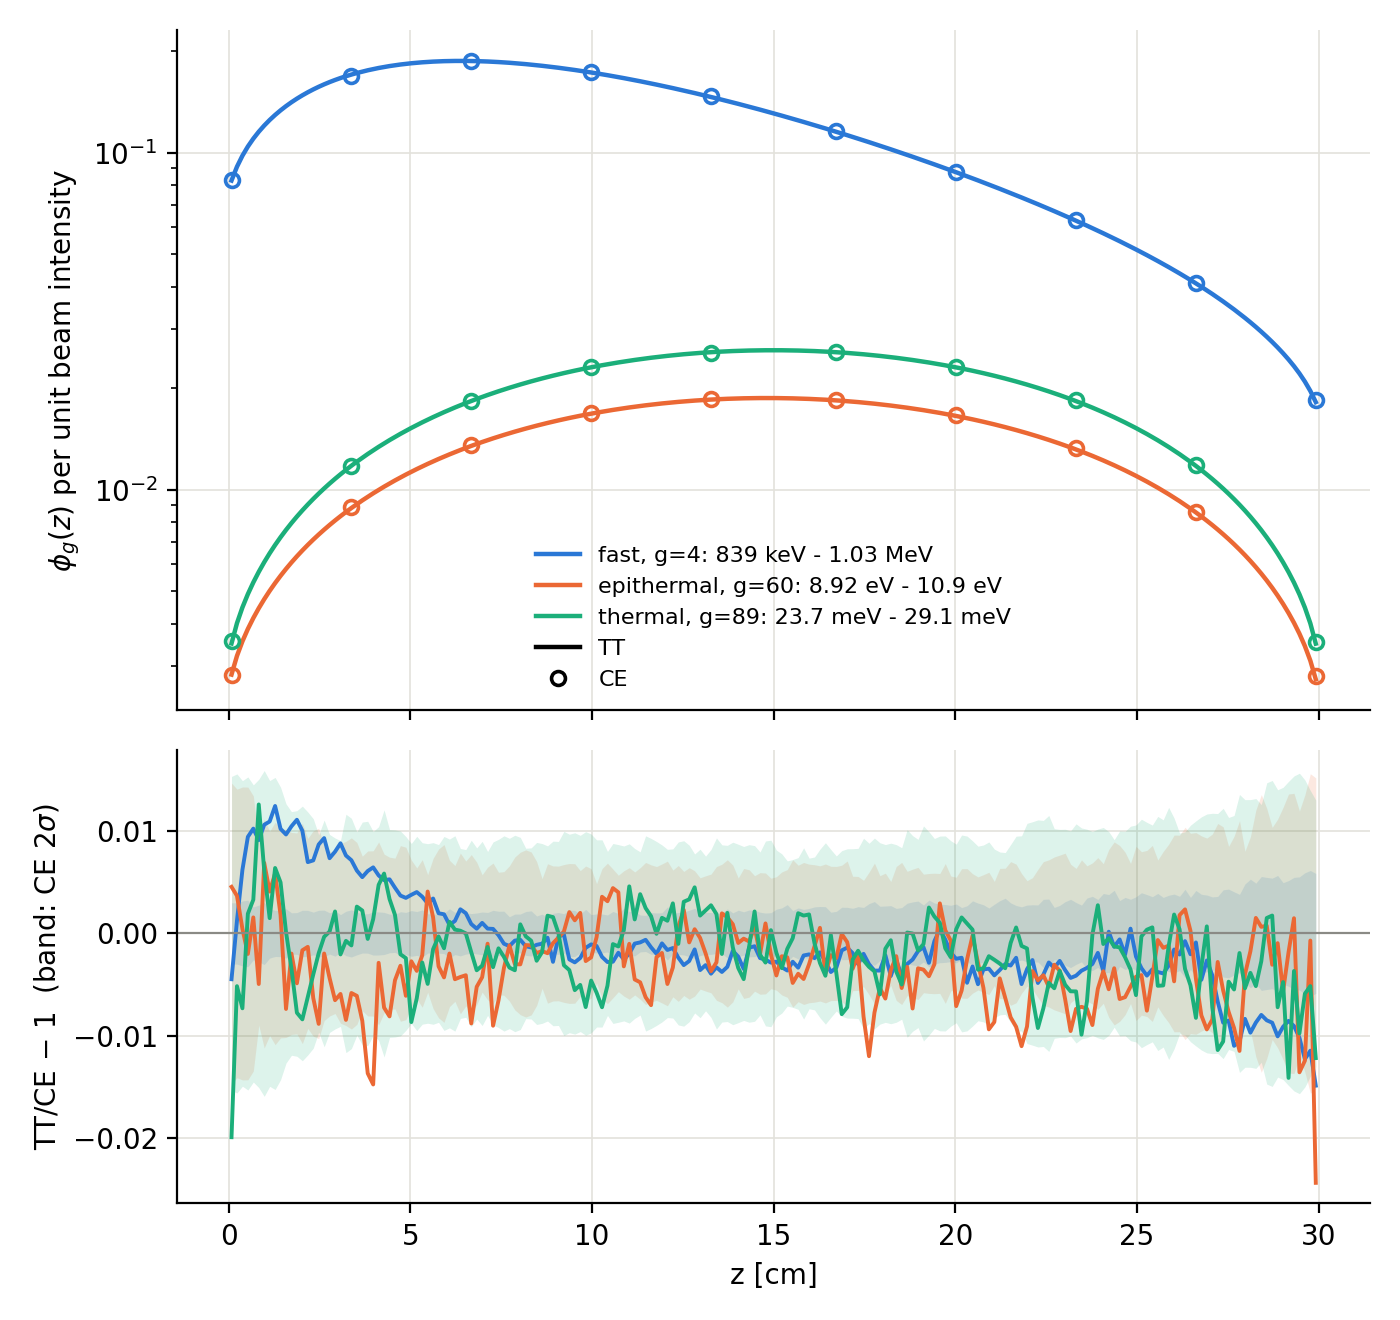 10⁻¹
10⁻²
ϕg(z) per unit beam intensity
fast, g=4: 839 keV - 1.03 MeV
epithermal, g=60: 8.92 eV - 10.9 eV
thermal, g=89: 23.7 meV - 29.1 meV
TT
CE
0.01
0.00
−0.01
−0.02
TT/CE − 1 (band: CE 2σ)
0 5 10 15 20 25 30
z [cm]